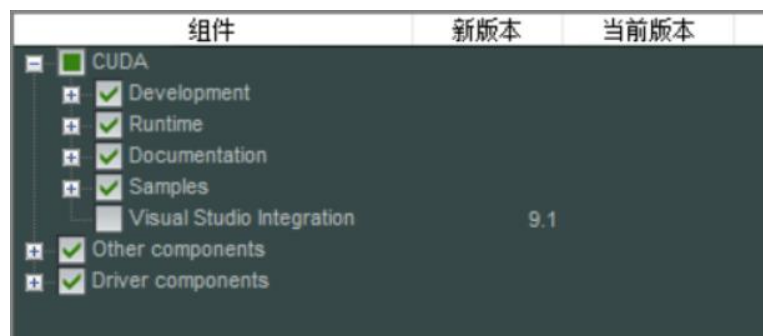 组件 新版本 当前版本
CUDA
Development
Runtime
Documentation
Samples
Visual Studio Integration 9.1
Other components
Driver components